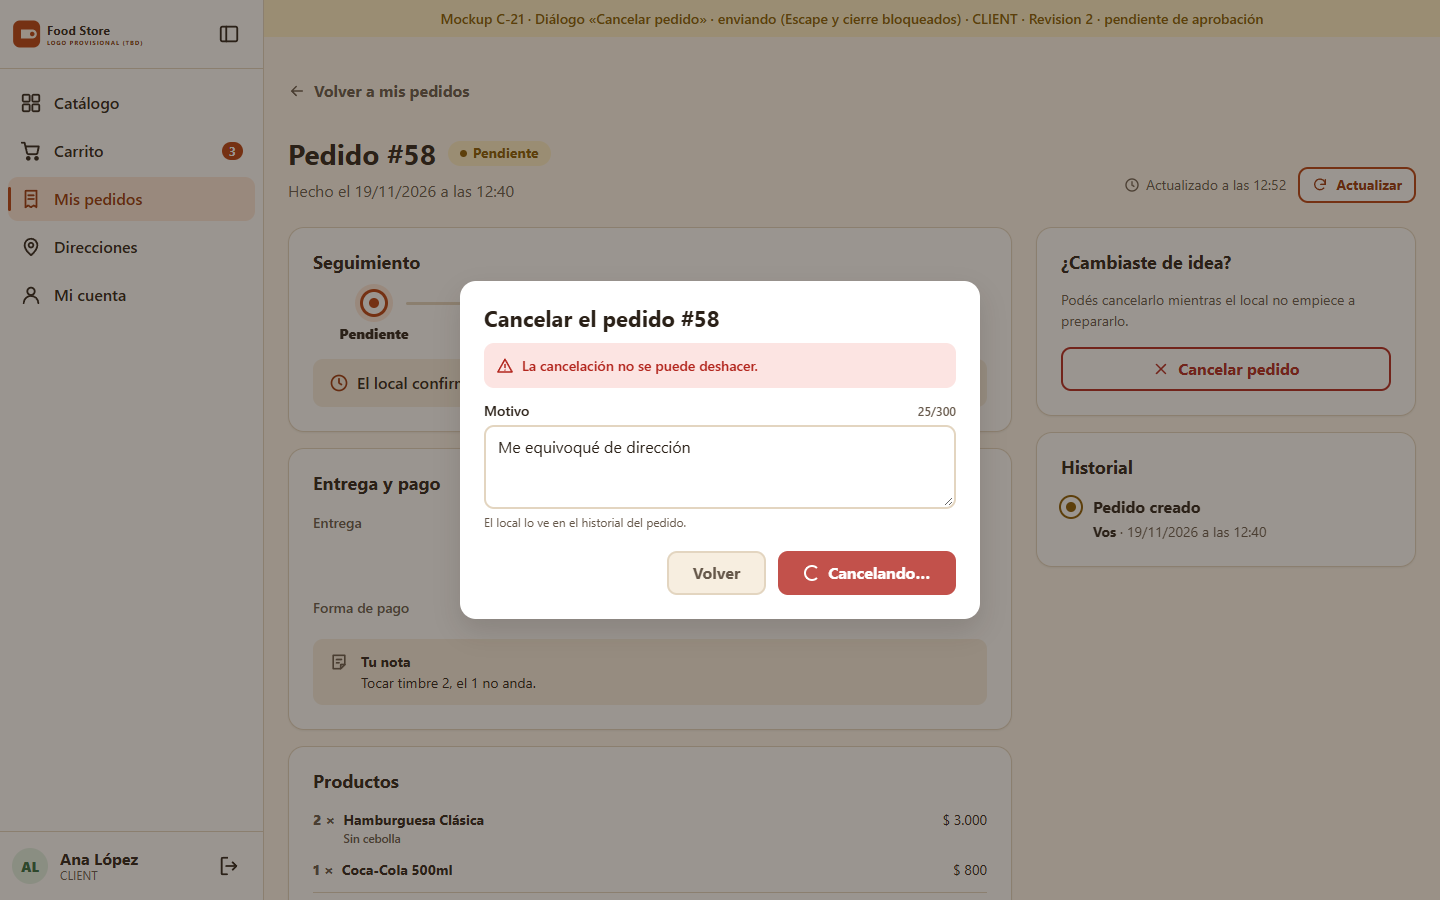 Food Store
LOGO PROVISIONAL (TBD)
Catálogo
Carrito
3
Mis pedidos
Direcciones
Mi cuenta
AL
Ana López
CLIENT
Mockup C-21 · Diálogo «Cancelar pedido» · enviando (Escape y cierre bloqueados) · CLIENT · Revision 2 · pendiente de aprobación
Volver a mis pedidos
Pedido #58
Pendiente
Hecho el 19/11/2026 a las 12:40
Actualizado a las 12:52
Actualizar
Seguimiento
Pendiente
El local confir
Entrega y pago
Entrega
Forma de pago
Tu nota
Tocar timbre 2, el 1 no anda.
Productos
2 × Hamburguesa Clásica
$ 3.000
Sin cebolla
1 × Coca-Cola 500ml
$ 800
¿Cambiaste de idea?
Podés cancelarlo mientras el local no empiece a
prepararlo.
Cancelar pedido
Historial
Pedido creado
Vos · 19/11/2026 a las 12:40
Cancelar el pedido #58
La cancelación no se puede deshacer.
Motivo
25/300
Me equivoqué de dirección
El local lo ve en el historial del pedido.
Volver
Cancelando...